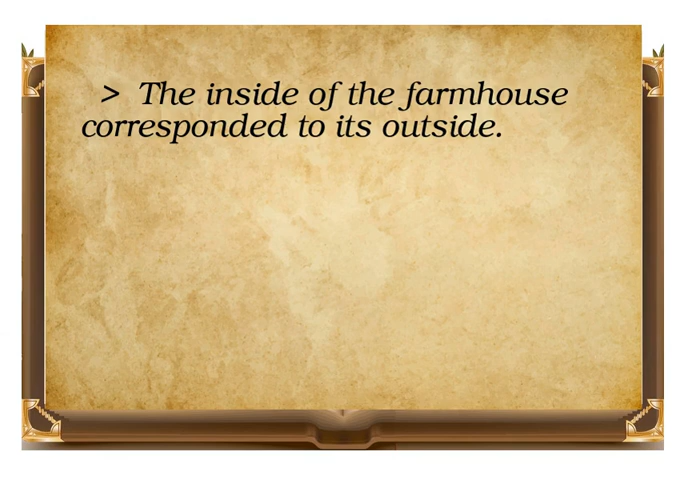 > The inside of the farmhouse
corresponded to its outside.